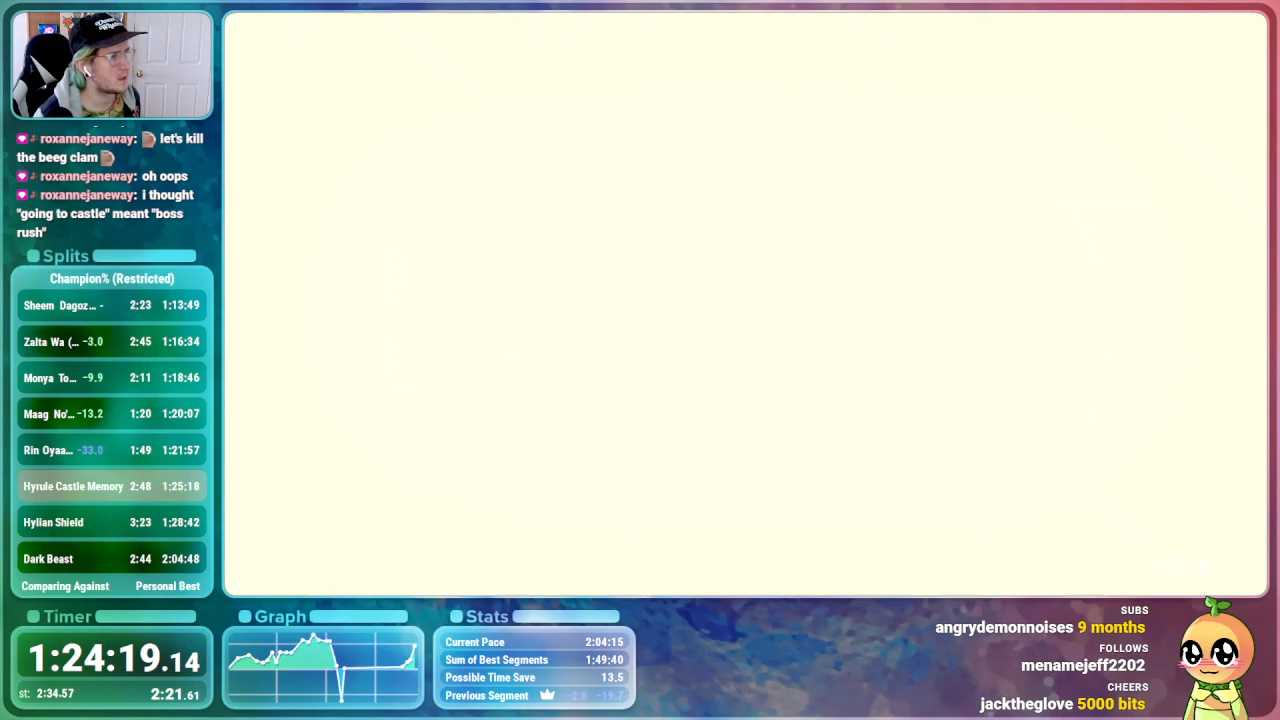 roxannejaneway: let's kill
the beeg clam
roxannejaneway: oh oops
roxannejaneway: i thought
"going to castle" meant "boss
rush"
Splits
Champion% (Restricted)
Sheem Dagoz... - 2:23 1:13:49
Zalta Wa (... -3.0 2:45 1:16:34
Monya To... -9.9 2:11 1:18:46
Maag No'... -13.2 1:20 1:20:07
Rin Oyaa... -33.0 1:49 1:21:57
Hyrule Castle Memory 2:48 1:25:18
Hylian Shield 3:23 1:28:42
Dark Beast 2:44 2:04:48
Comparing Against Personal Best
Timer
1:24:19.14
st: 2:34.57 2:21.61
Graph
Stats
Current Pace 2:04:15
Sum of Best Segments 1:49:40
Possible Time Save 13.5
Previous Segment -2.0 -19.7
SUBS
angrydemonnoises 9 months
FOLLOWS
menamejeff2202
CHEERS
jacktheglove 5000 bits